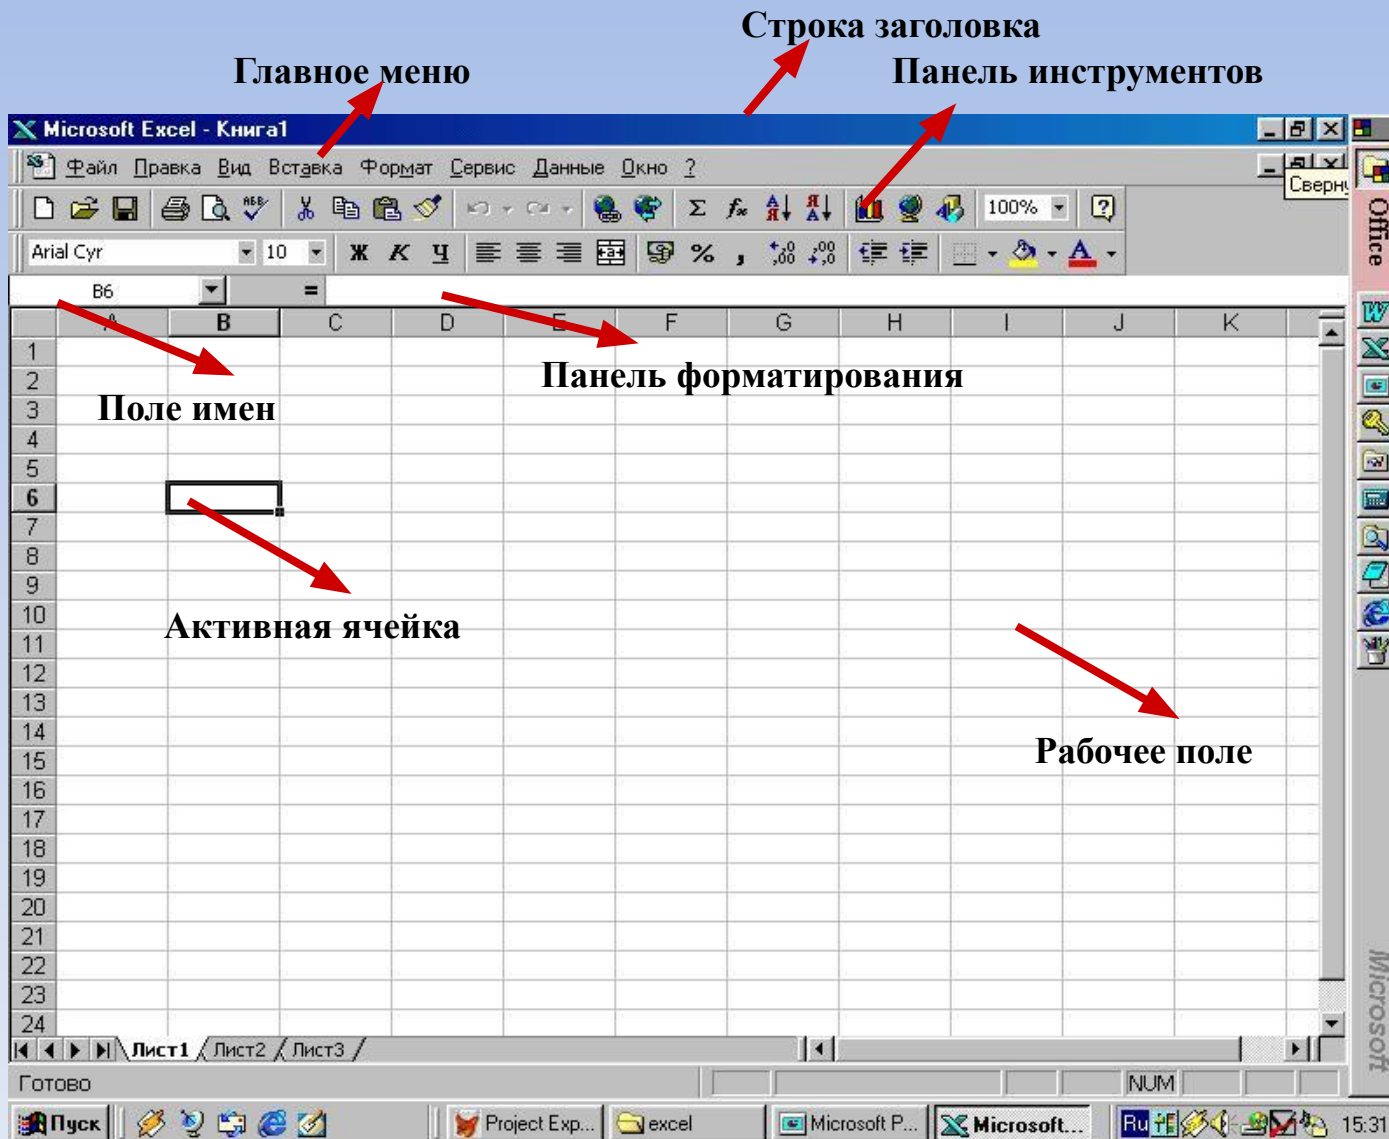 Строка заголовка
Главное меню
Панель инструментов
Microsoft Excel - Книга1
Файл Правка Вид Вставка Формат Сервис Данные Окно ?
Сверну
100%
Office
Arial Cyr 10 Ж К Ч % ,
B6 =
A B C D E F G H I J K
1
2
Панель форматирования
3
Поле имен
4
5
6
7
8
9
10
Активная ячейка
11
12
13
14
15
Рабочее поле
16
17
18
19
20
21
22
23
24
Microsoft
Лист1 Лист2 Лист3
Готово
NUM
Пуск Project Exp... excel Microsoft P... Microsoft... Ru 15:31